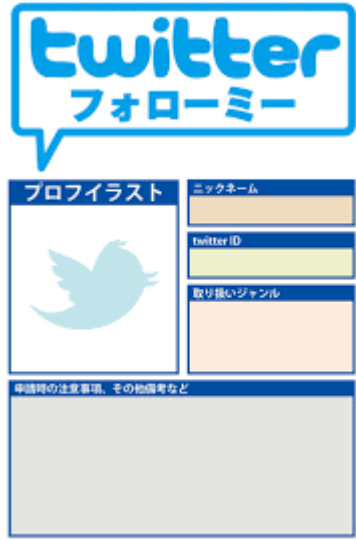 twitter
フォローミー
プロフイラスト
ニックネーム
twitter ID
取り扱いジャンル
申請時の注意事項、その他備考など